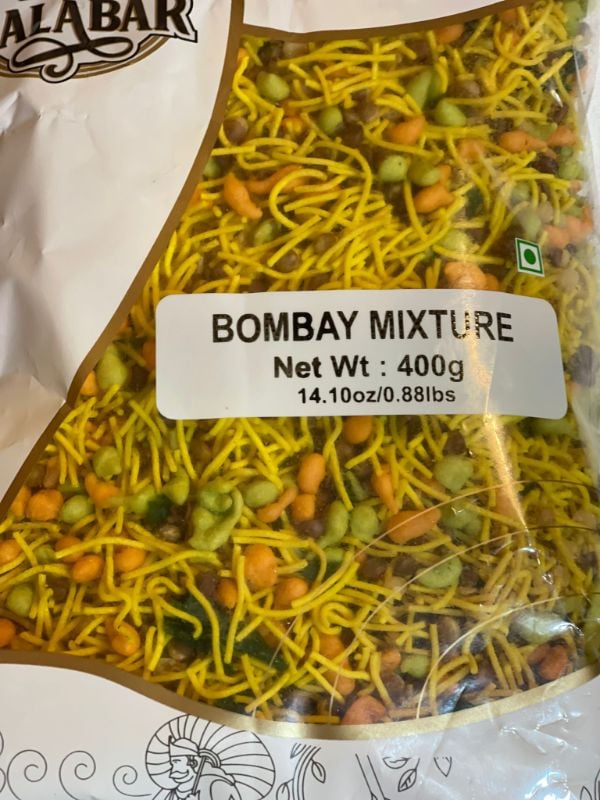 ALABAR
BOMBAY MIXTURE
Net Wt : 400g
14.10oz/0.88lbs